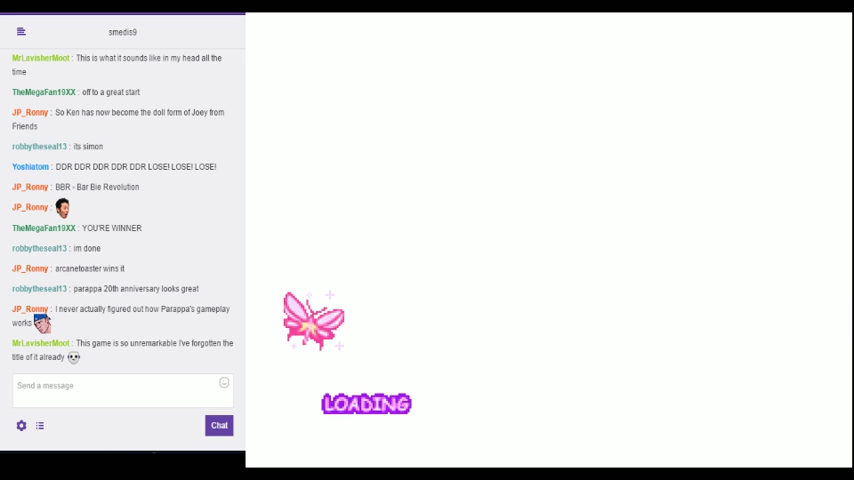 smedis9
MrLavisherMoot : This is what it sounds like in my head all the
time
TheMegaFan19XX : off to a great start
JP_Ronny : So Ken has now become the doll form of Joey from
Friends
robbytheseal13 : its simon
Yoshiatom : DDR DDR DDR DDR DDR LOSE! LOSE! LOSE!
JP_Ronny : BBR - Bar Bie Revolution
JP_Ronny :
TheMegaFan19XX : YOU'RE WINNER
robbytheseal13 : im done
JP_Ronny : arcanetoaster wins it
robbytheseal13 : parappa 20th anniversary looks great
JP_Ronny : I never actually figured out how Parappa's gameplay
works
MrLavisherMoot : This game is so unremarkable I've forgotten the
title of it already
Send a message
Chat
LOADING